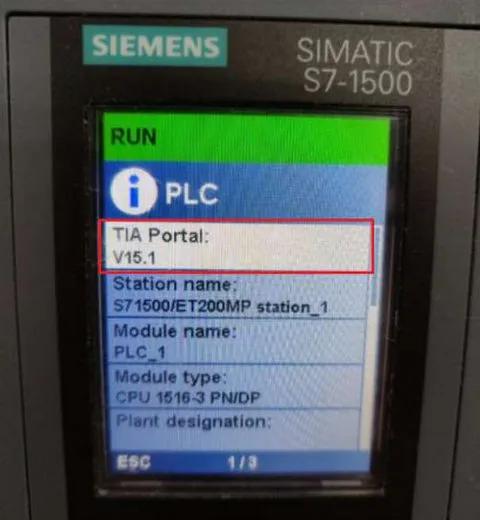 SIEMENS
SIMATIC
S7-1500
RUN
i PLC
TIA Portal:
V15.1
Station name:
S71500/ET200MP station_1
Module name:
PLC_1
Module type:
CPU 1516-3 PN/DP
Plant designation:
ESC 1/3